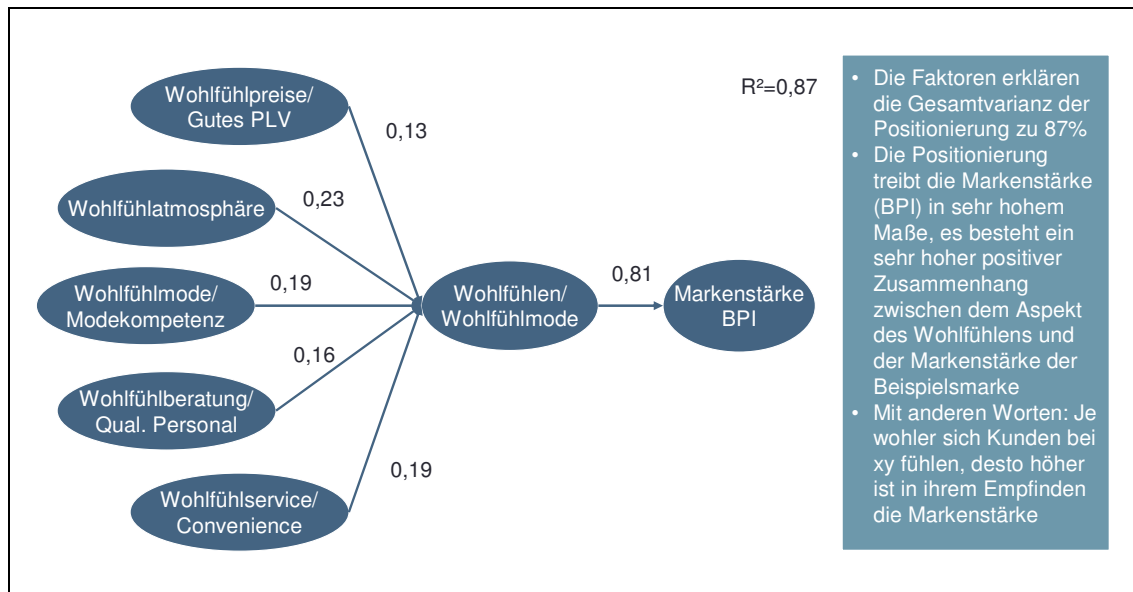 Wohlfühlpreise/
Gutes PLV
0,13
Wohlfühlatmosphäre
0,23
Wohlfühlmode/
Modekompetenz
0,19
Wohlfühlberatung/
Qual. Personal
0,16
Wohlfühlservice/
Convenience
0,19
Wohlfühlen/
Wohlfühlmode
0,81
Markenstärke
BPI
R²=0,87
• Die Faktoren erklären
die Gesamtvarianz der
Positionierung zu 87%
• Die Positionierung
treibt die Markenstärke
(BPI) in sehr hohem
Maße, es besteht ein
sehr hoher positiver
Zusammenhang
zwischen dem Aspekt
des Wohlfühlens und
der Markenstärke der
Beispielsmarke
• Mit anderen Worten: Je
wohler sich Kunden bei
xy fühlen, desto höher
ist in ihrem Empfinden
die Markenstärke